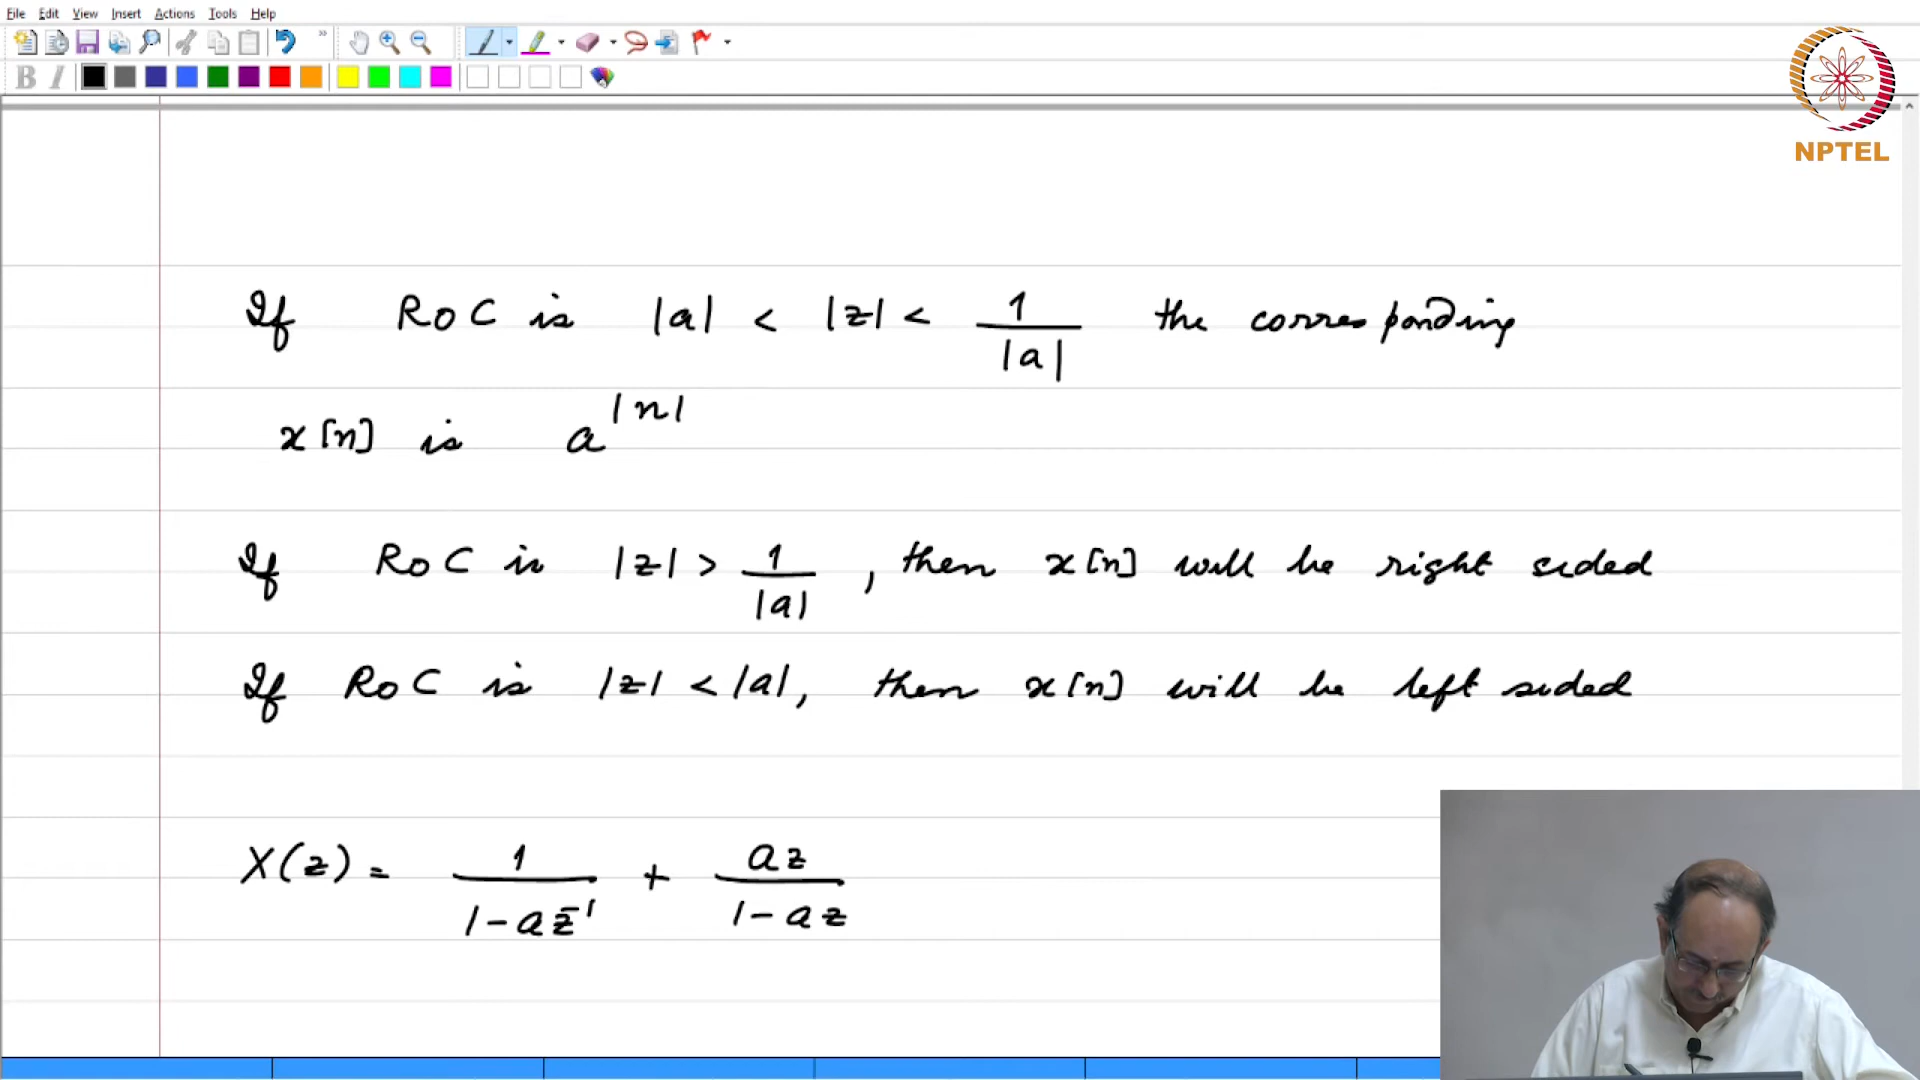 File Edit View Insert Actions Tools Help
B I
NPTEL
If RoC is |a| < |z| < 1/|a| the corresponding
x[n] is a^|n|
If RoC is |z| > 1/|a| , then x[n] will be right sided
If RoC is |z| < |a|, then x[n] will be left sided
X(z) = 1/(1-az^-1) + az/(1-az)